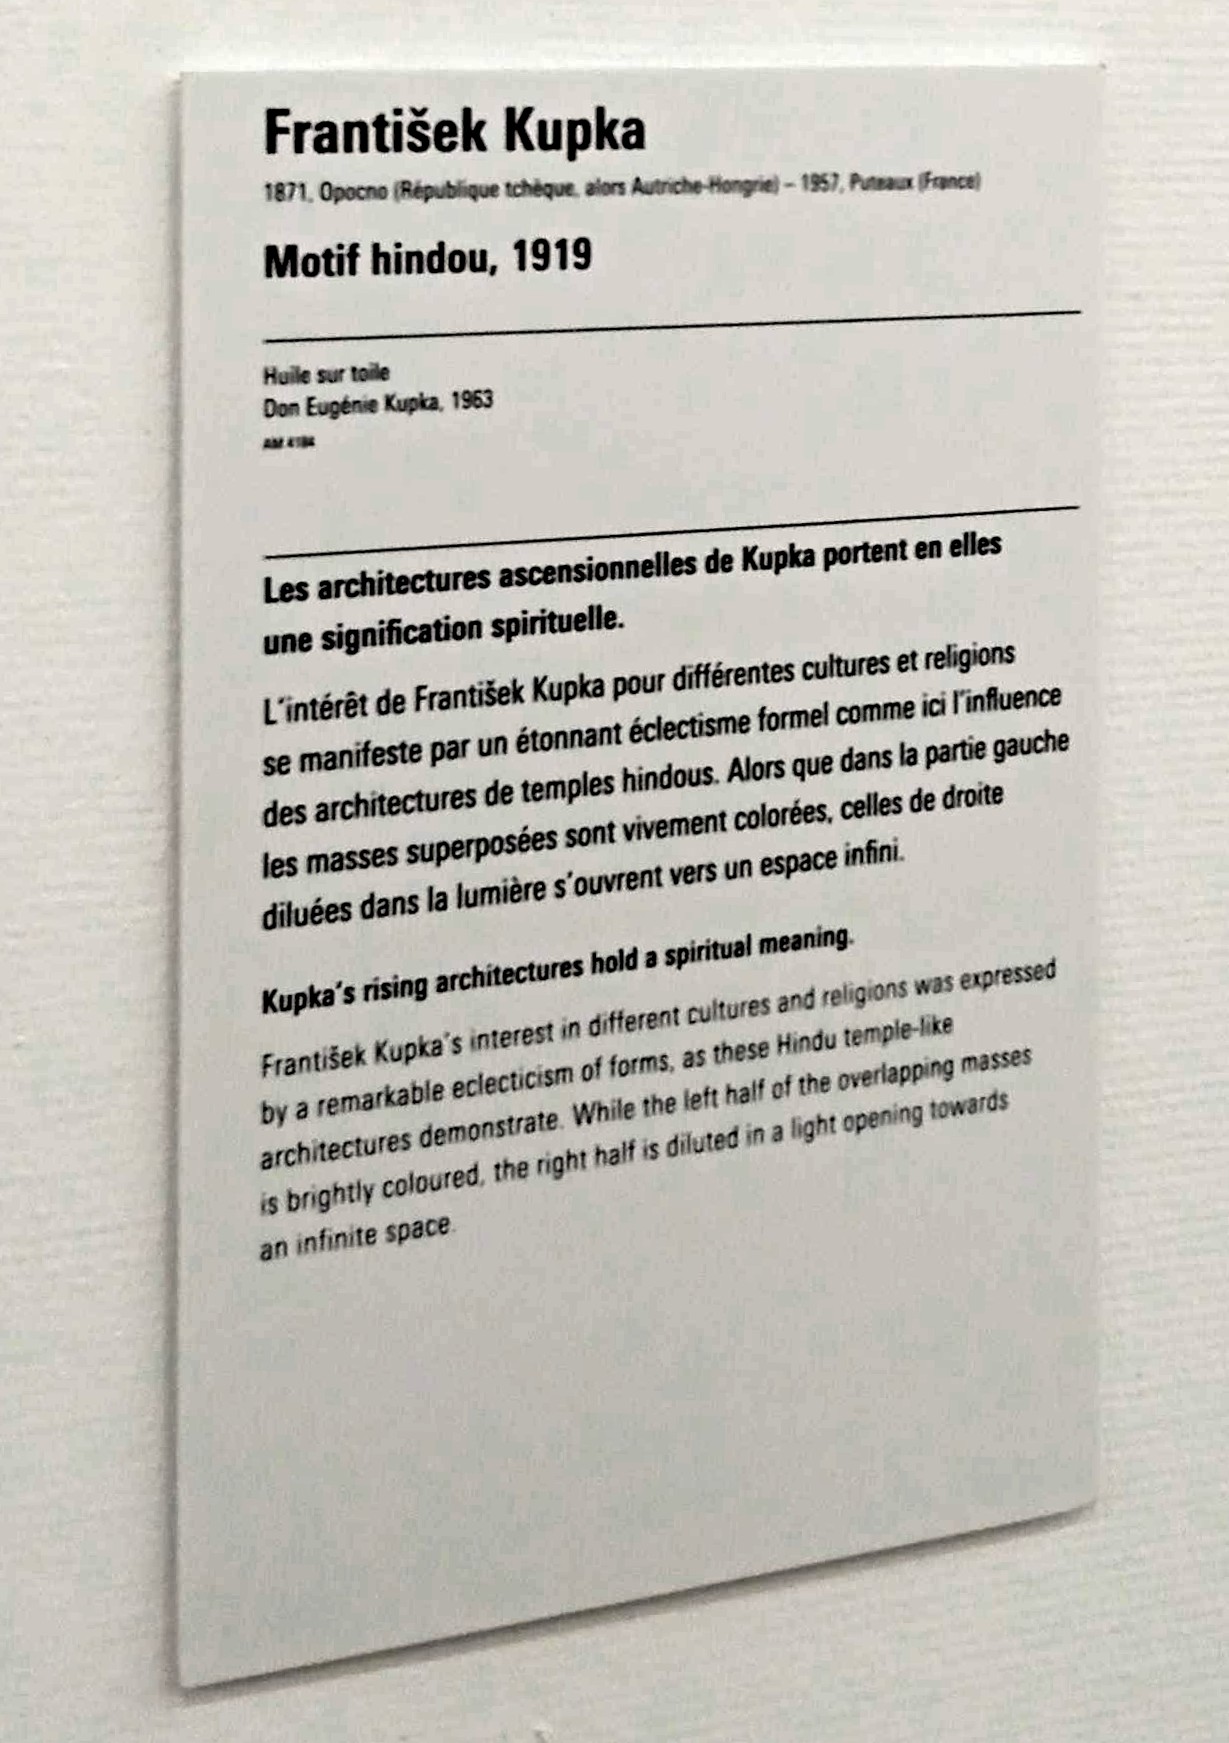 František Kupka
1871, Opocno (République tchèque, alors Autriche-Hongrie) – 1957, Puteaux (France)
Motif hindou, 1919
Huile sur toile
Don Eugénie Kupka, 1963
AM 4184
Les architectures ascensionnelles de Kupka portent en elles
une signification spirituelle.
L'intérêt de František Kupka pour différentes cultures et religions
se manifeste par un étonnant éclectisme formel comme ici l'influence
des architectures de temples hindous. Alors que dans la partie gauche
les masses superposées sont vivement colorées, celles de droite
diluées dans la lumière s'ouvrent vers un espace infini.
Kupka's rising architectures hold a spiritual meaning.
František Kupka's interest in different cultures and religions was expressed
by a remarkable eclecticism of forms, as these Hindu temple-like
architectures demonstrate. While the left half of the overlapping masses
is brightly coloured, the right half is diluted in a light opening towards
an infinite space.